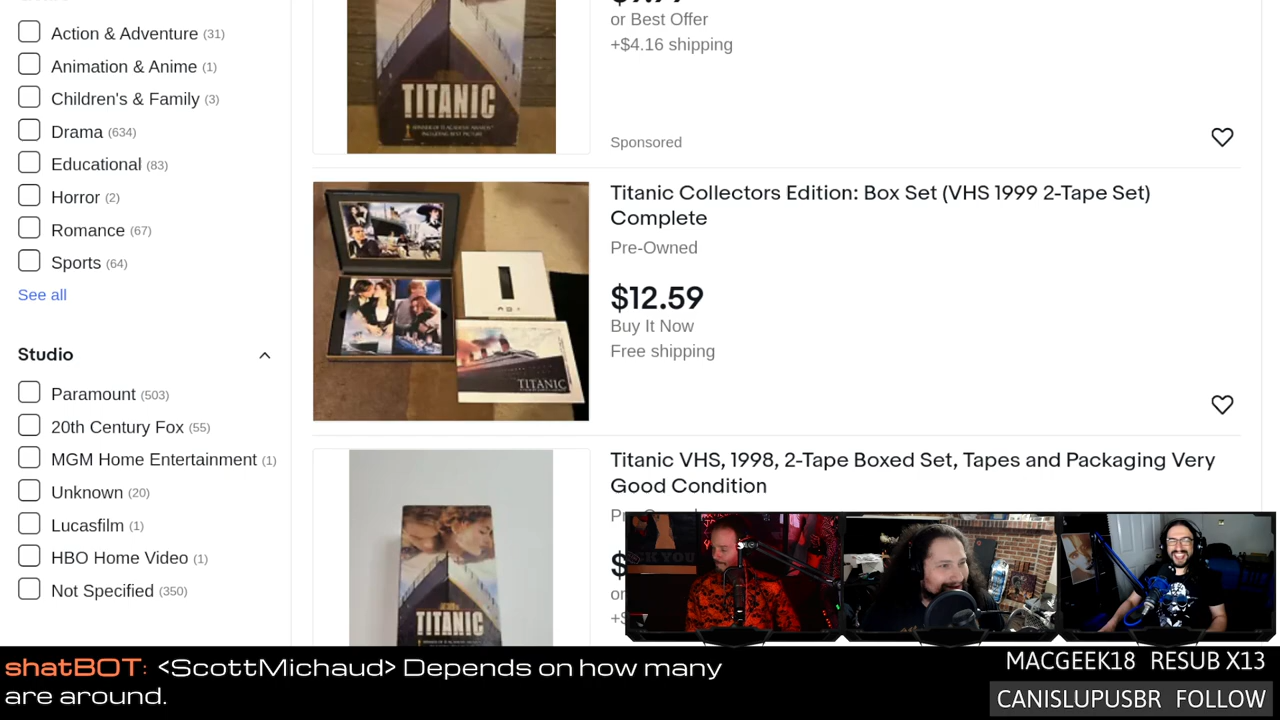 Action & Adventure (31)
Animation & Anime (1)
Children's & Family (3)
Drama (634)
Educational (83)
Horror (2)
Romance (67)
Sports (64)
See all
Studio
Paramount (503)
20th Century Fox (55)
MGM Home Entertainment (1)
Unknown (20)
Lucasfilm (1)
HBO Home Video (1)
Not Specified (350)
TITANIC
or Best Offer
+$4.16 shipping
Sponsored
TITANIC
Titanic Collectors Edition: Box Set (VHS 1999 2-Tape Set)
Complete
Pre-Owned
$12.59
Buy It Now
Free shipping
TITANIC
Titanic VHS, 1998, 2-Tape Boxed Set, Tapes and Packaging Very
Good Condition
shatBOT: <ScottMichaud> Depends on how many
are around.
MACGEEK18 RESUB X13
CANISLUPUSBR FOLLOW